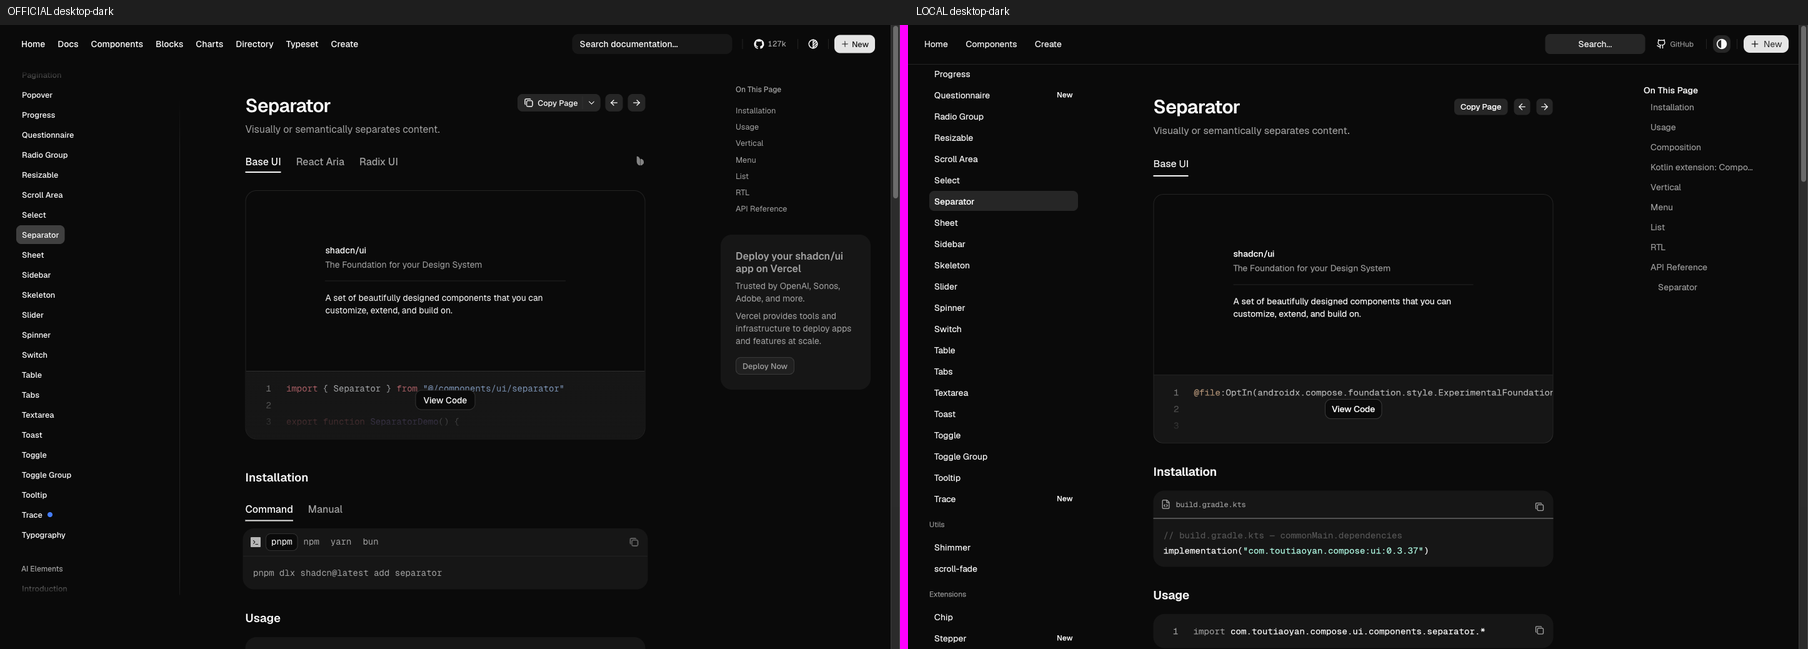 OFFICIAL desktop-dark
Home Docs Components Blocks Charts Directory Typeset Create
Search documentation...
127k
+ New
Pagination
Popover
Progress
Questionnaire
Radio Group
Resizable
Scroll Area
Select
Separator
Sheet
Sidebar
Skeleton
Slider
Spinner
Switch
Table
Tabs
Textarea
Toast
Toggle
Toggle Group
Tooltip
Trace
Typography
AI Elements
Introduction
Separator
Copy Page
Visually or semantically separates content.
Base UI React Aria Radix UI
shadcn/ui
The Foundation for your Design System
A set of beautifully designed components that you can
customize, extend, and build on.
1 import { Separator } from "@/components/ui/separator"
2
View Code
3 export function SeparatorDemo() {
Installation
Command Manual
pnpm npm yarn bun
pnpm dlx shadcn@latest add separator
Usage
On This Page
Installation
Usage
Vertical
Menu
List
RTL
API Reference
Deploy your shadcn/ui
app on Vercel
Trusted by OpenAI, Sonos,
Adobe, and more.
Vercel provides tools and
infrastructure to deploy apps
and features at scale.
Deploy Now
LOCAL desktop-dark
Home Components Create
Search...
GitHub
+ New
Progress
Questionnaire New
Radio Group
Resizable
Scroll Area
Select
Separator
Sheet
Sidebar
Skeleton
Slider
Spinner
Switch
Table
Tabs
Textarea
Toast
Toggle
Toggle Group
Tooltip
Trace New
Utils
Shimmer
scroll-fade
Extensions
Chip
Stepper New
Separator
Copy Page
Visually or semantically separates content.
Base UI
shadcn/ui
The Foundation for your Design System
A set of beautifully designed components that you can
customize, extend, and build on.
1 @file:OptIn(androidx.compose.foundation.style.ExperimentalFoundation
2
View Code
3
Installation
build.gradle.kts
// build.gradle.kts — commonMain.dependencies
implementation("com.toutiaoyan.compose:ui:0.3.37")
Usage
1 import com.toutiaoyan.compose.ui.components.separator.*
On This Page
Installation
Usage
Composition
Kotlin extension: Compo...
Vertical
Menu
List
RTL
API Reference
Separator